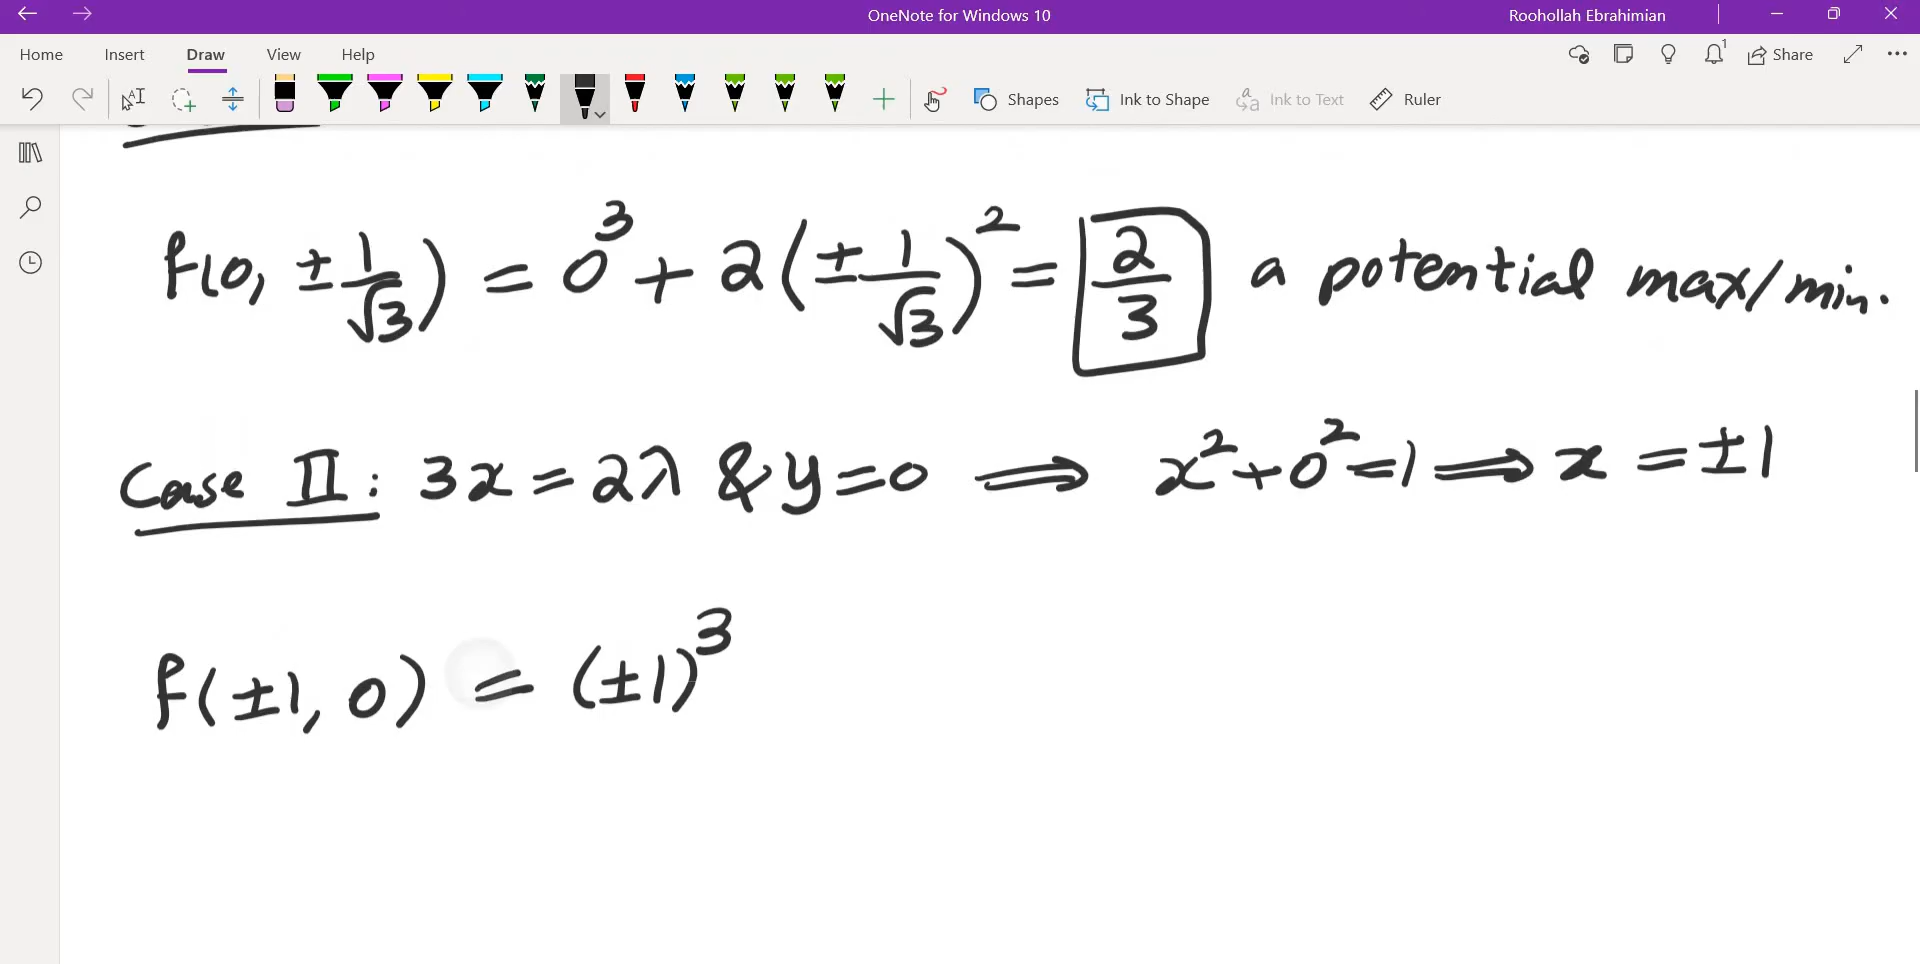 OneNote for Windows 10
Roohollah Ebrahimian
Home Insert Draw View Help
1 Share
Shapes Ink to Shape Ink to Text Ruler
f(0, ±1/√3) = 0³ + 2(±1/√3)² = 2/3 a potential max/min.
Case II: 3x = 2λ & y = 0 ⟹ x² + 0² = 1 ⟹ x = ±1
f(±1, 0) = (±1)³